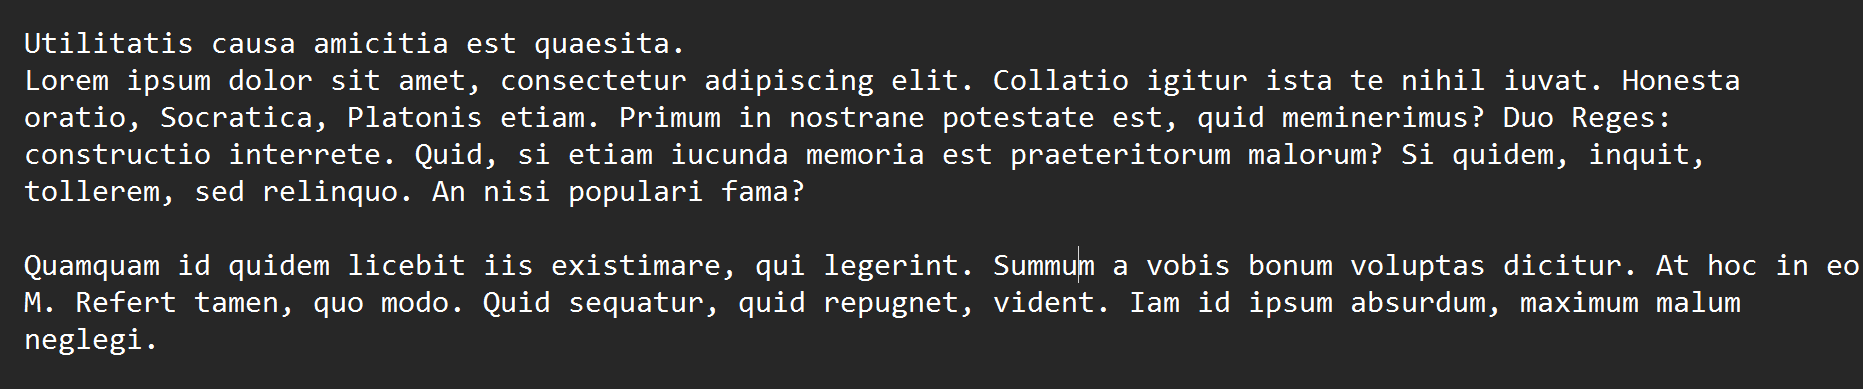 Utilitatis causa amicitia est quaesita.
Lorem ipsum dolor sit amet, consectetur adipiscing elit. Collatio igitur ista te nihil iuvat. Honesta
oratio, Socratica, Platonis etiam. Primum in nostrane potestate est, quid meminerimus? Duo Reges:
constructio interrete. Quid, si etiam iucunda memoria est praeteritorum malorum? Si quidem, inquit,
tollerem, sed relinquo. An nisi populari fama?

Quamquam id quidem licebit iis existimare, qui legerint. Summum a vobis bonum voluptas dicitur. At hoc in eo
M. Refert tamen, quo modo. Quid sequatur, quid repugnet, vident. Iam id ipsum absurdum, maximum malum
neglegi.